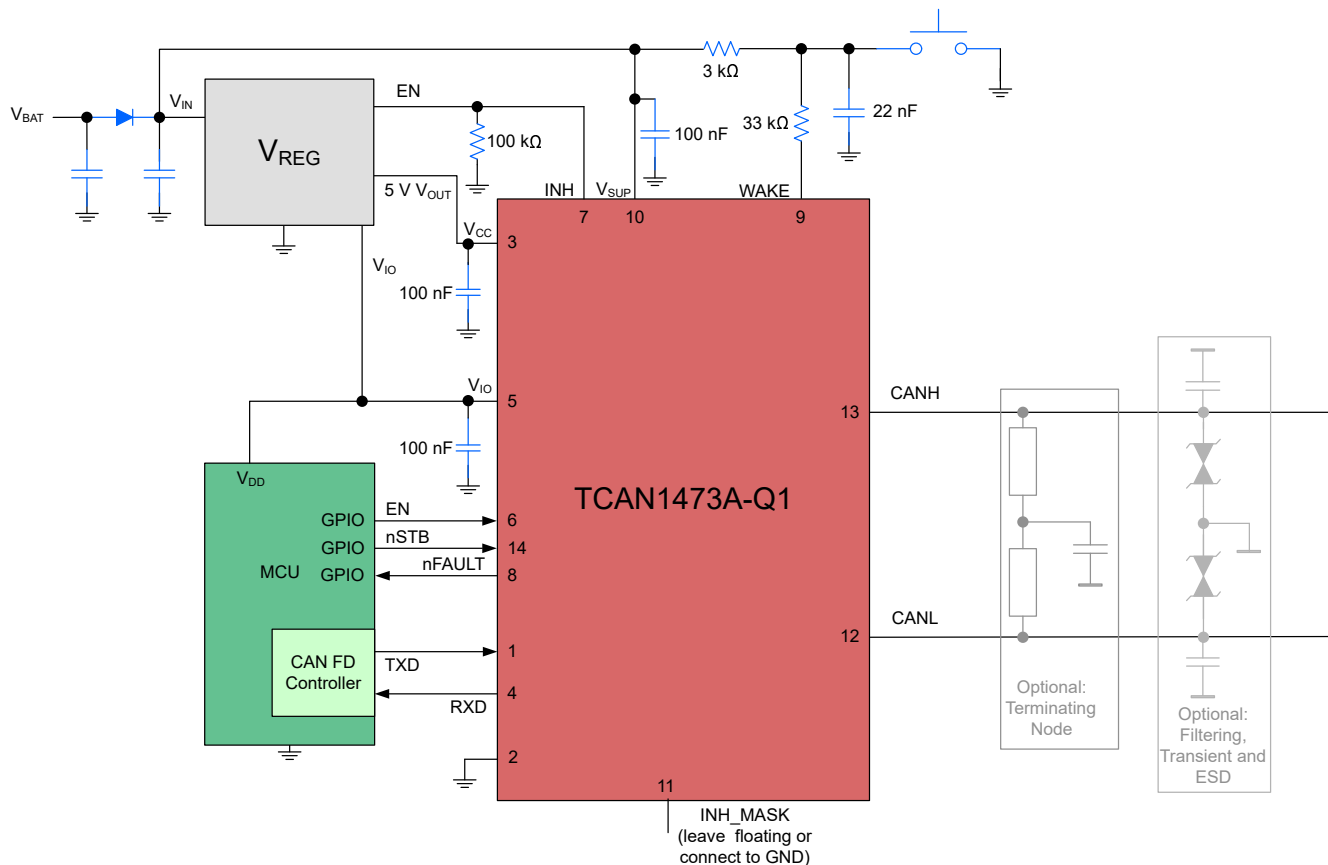 3 kΩ
22 nF
33 kΩ
100 nF
VBAT
VIN
VREG
EN
100 kΩ
5 V VOUT
INH
7
VSUP
10
WAKE
9
VCC
3
VIO
100 nF
VIO
5
100 nF
13
CANH
TCAN1473A-Q1
VDD
GPIO
EN
6
GPIO
nSTB
14
MCU
GPIO
nFAULT
8
12
CANL
CAN FD
Controller
TXD
1
RXD
4
2
Optional:
Terminating
Node
Optional:
Filtering,
Transient and
ESD
11
INH_MASK
(leave floating or
connect to GND)